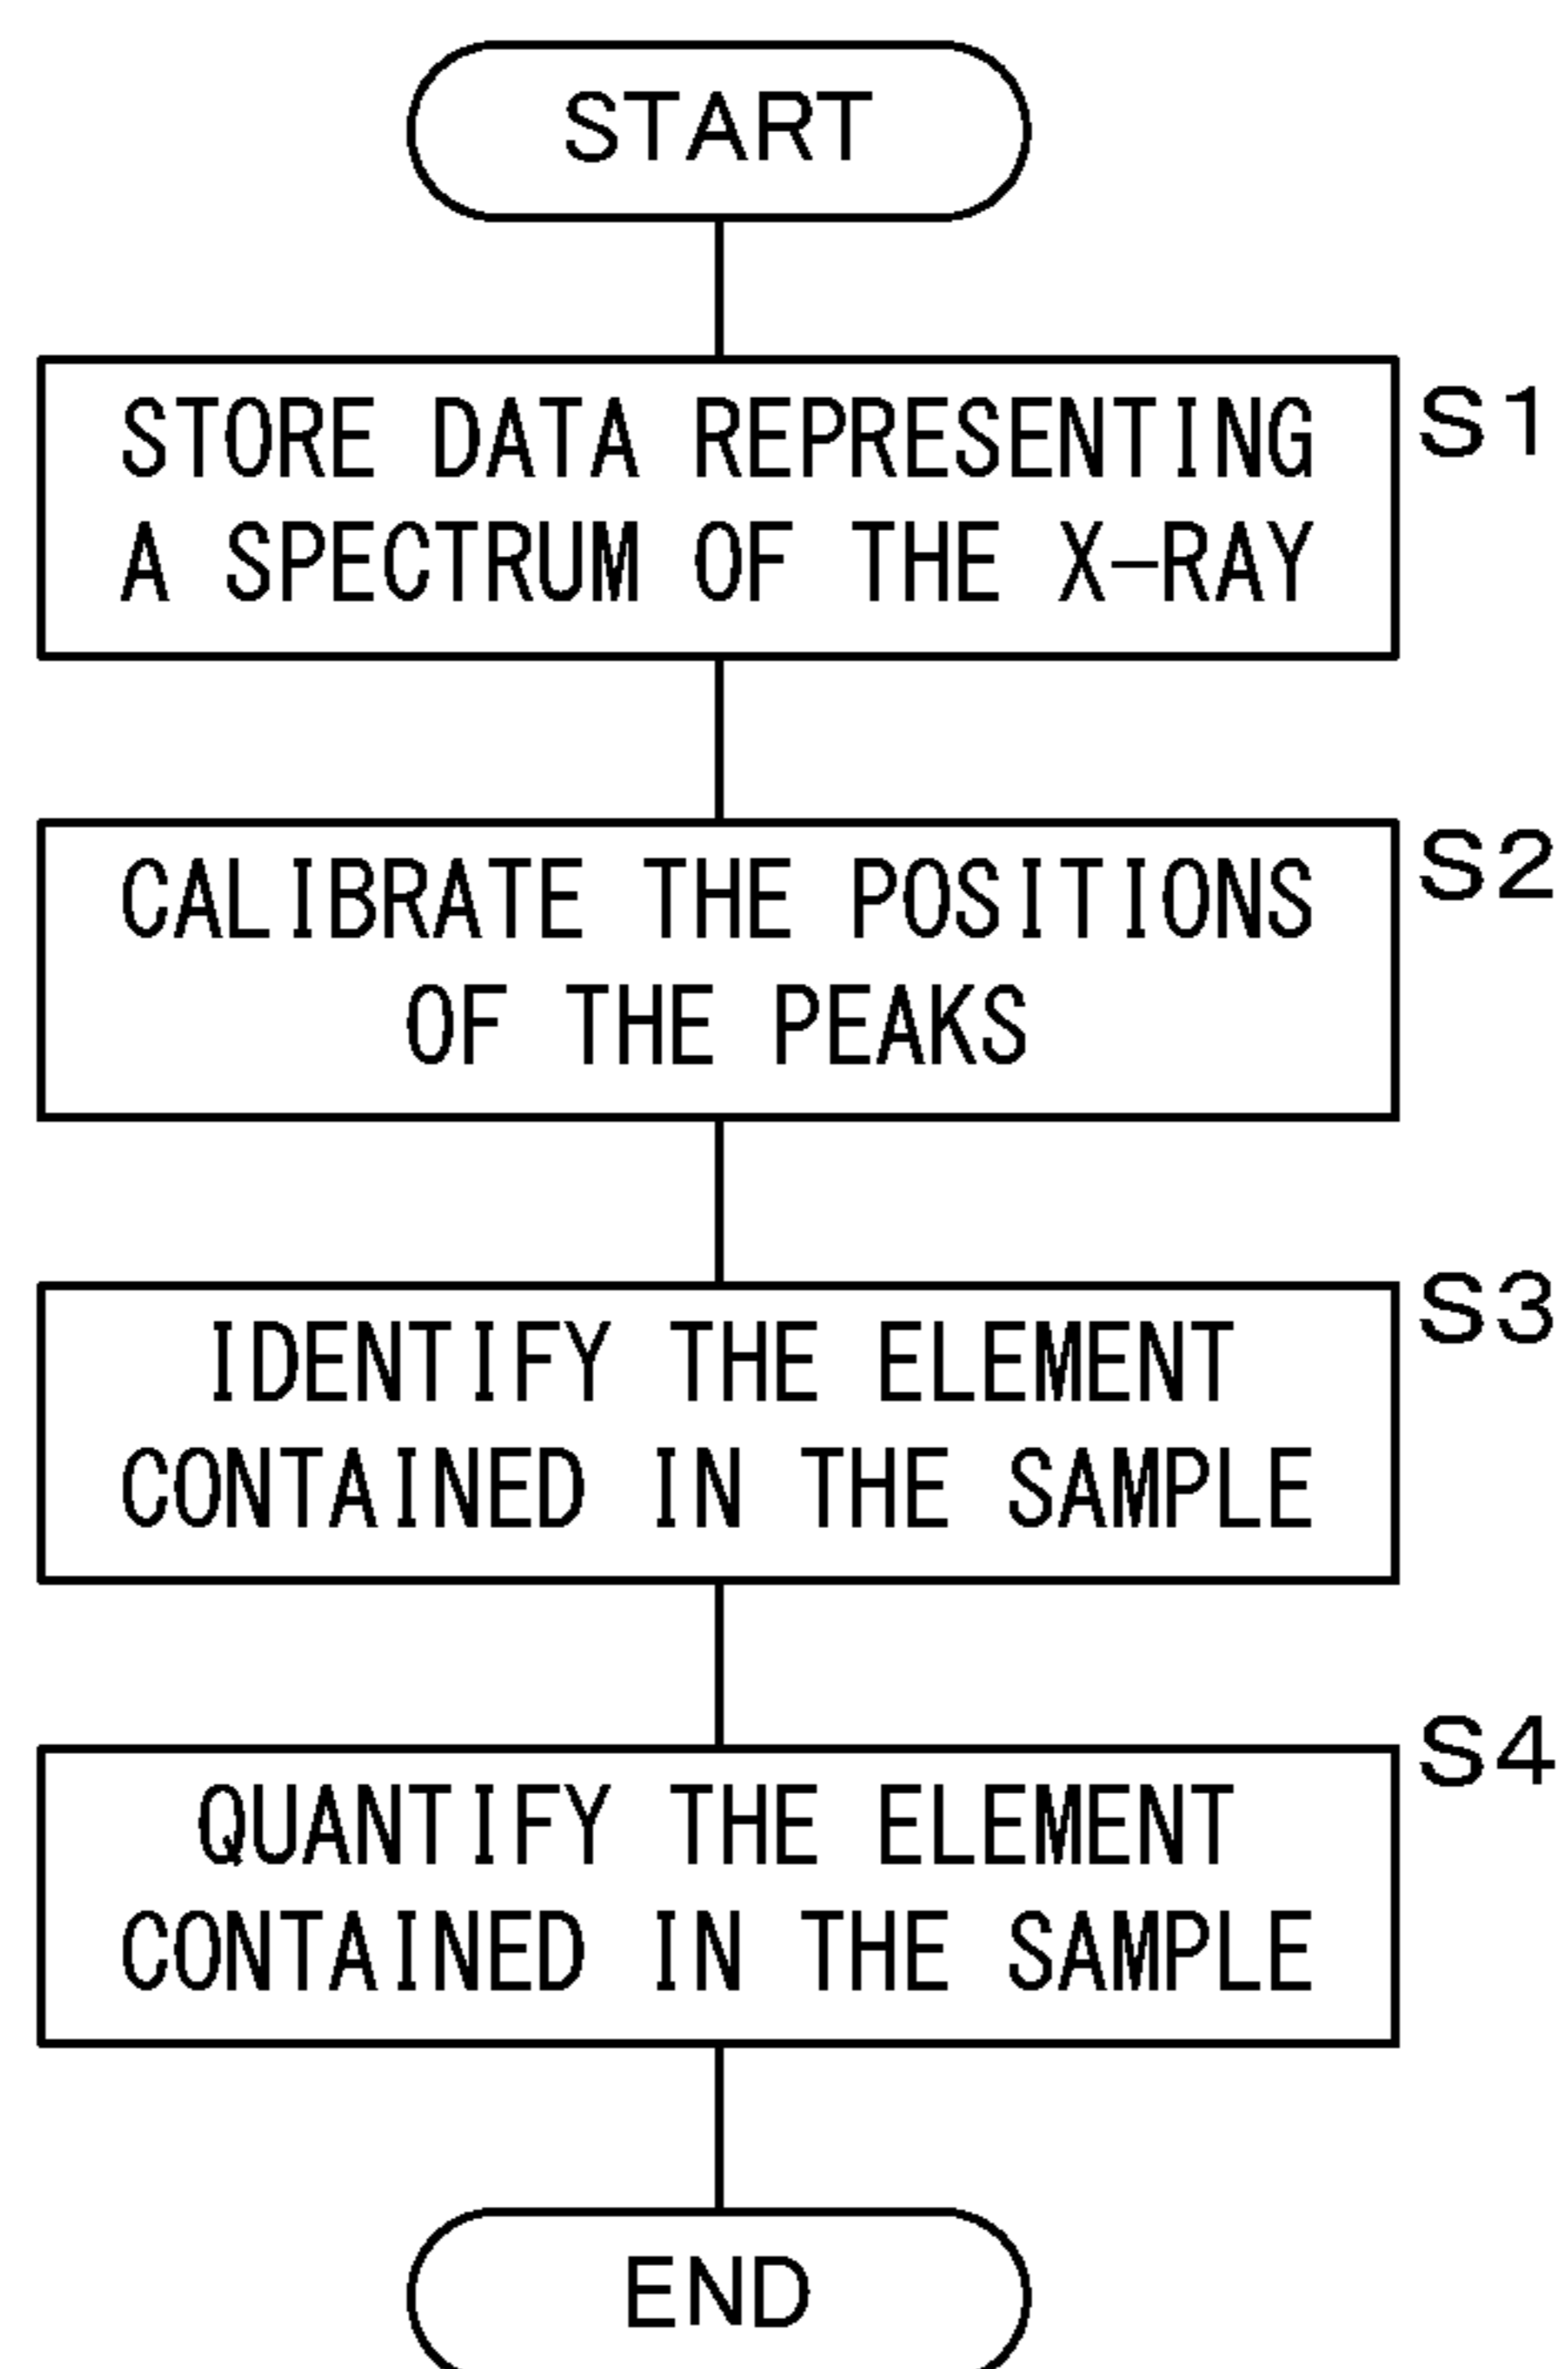 START
STORE DATA REPRESENTING S1
A SPECTRUM OF THE X-RAY
CALIBRATE THE POSITIONS S2
OF THE PEAKS
IDENTIFY THE ELEMENT S3
CONTAINED IN THE SAMPLE
QUANTIFY THE ELEMENT S4
CONTAINED IN THE SAMPLE
END